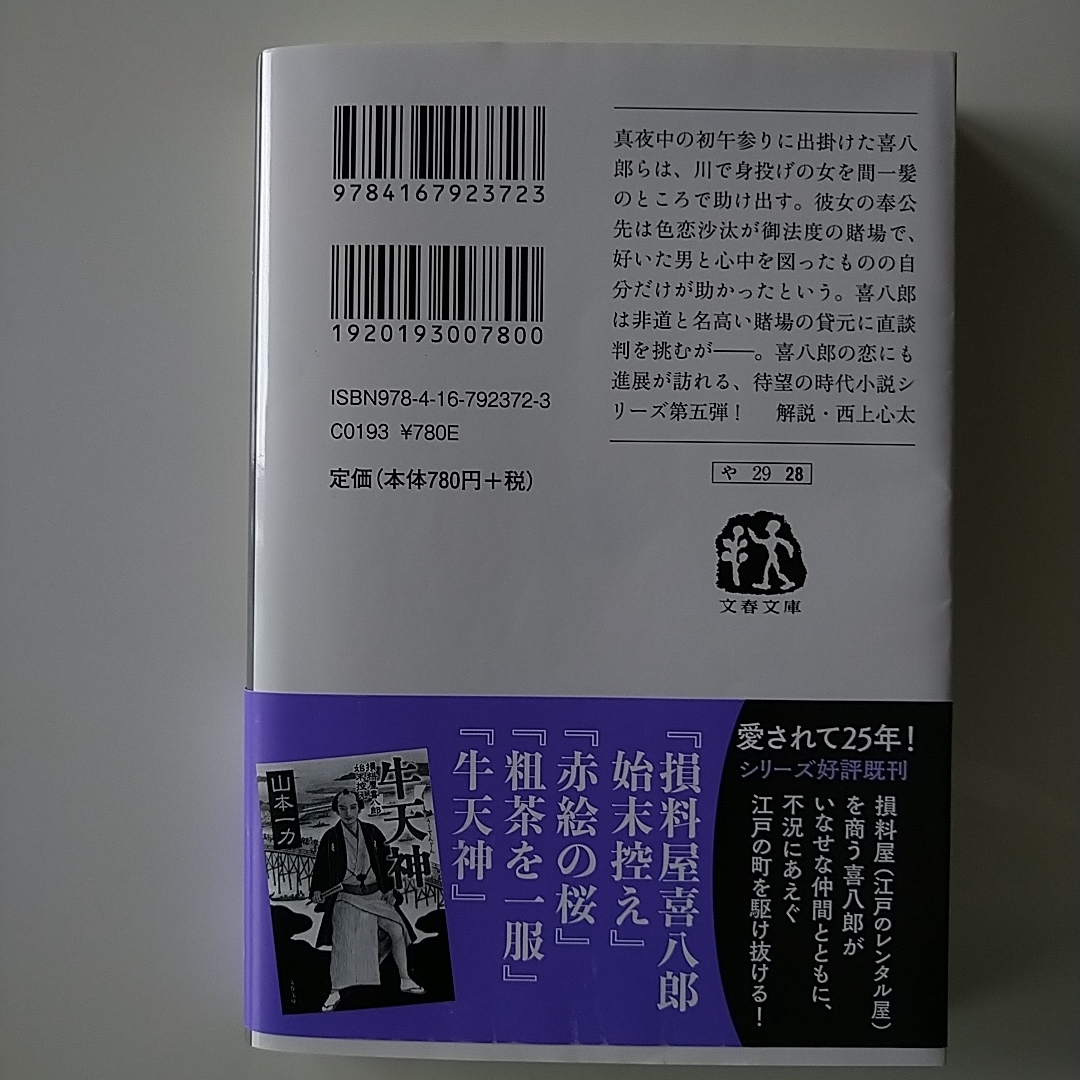 9784167923723
1920193007800
ISBN978-4-16-792372-3
C0193 ¥780E
定価(本体780円+税)
真夜中の初午参りに出掛けた喜八
郎らは、川で身投げの女を間一髪
のところで助け出す。彼女の奉公
先は色恋沙汰が御法度の賭場で、
好いた男と心中を図ったものの自
分だけが助かったという。喜八郎
は非道と名高い賭場の貸元に直談
判を挑むが――。喜八郎の恋にも
進展が訪れる、待望の時代小説シ
リーズ第五弾! 解説・西上心太
や 29 28
文春文庫
愛されて25年!
シリーズ好評既刊
損料屋(江戸のレンタル屋)
を商う喜八郎が
いなせな仲間とともに、
不況にあえぐ
江戸の町を駆け抜ける!
『損料屋喜八郎
始末控え』
『赤絵の桜』
『粗茶を一服』
『牛天神』
牛天神
損料屋喜八郎
始末控え
山本一力